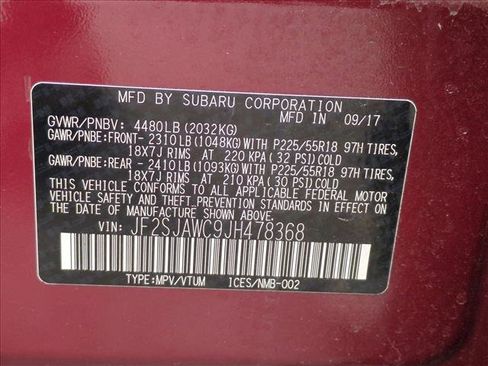 MFD BY SUBARU CORPORATION
MFD IN 09/17
GVWR/PNBV: 4480LB(2032KG)
GAWR/PNBE:FRONT- 2310LB(1048KG)WITH P225/55R18 97H TIRES,
18X7J RIMS AT 220 KPA( 32 PSI)COLD
GAWR/PNBE:REAR - 2410LB(1093KG)WITH P225/55R18 97H TIRES,
18X7J RIMS AT 210 KPA( 30 PSI)COLD
THIS VEHICLE CONFORMS TO ALL APPLICABLE FEDERAL MOTOR
VEHICLE SAFETY AND THEFT PREVENTION STANDARDS IN EFFECT
ON THE DATE OF MANUFACTURE SHOWN ABOVE.
VIN: JF2SJAWC9JH478368
TYPE:MPV/VTUM ICES/NMB-002